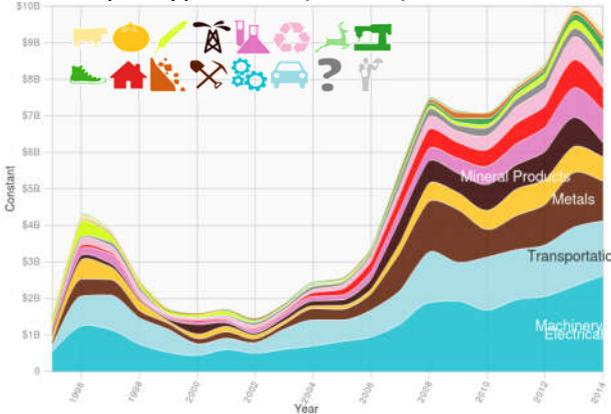 $10B
$9B
$8B
$7B
$6B
$5B
$4B
$3B
$2B
$1B
0
Constant
?
Mineral Products
Metals
Transportatio
Machinery
Electrical
1996
1998
2000
2002
2004
2006
2008
2010
2012
2014
Year